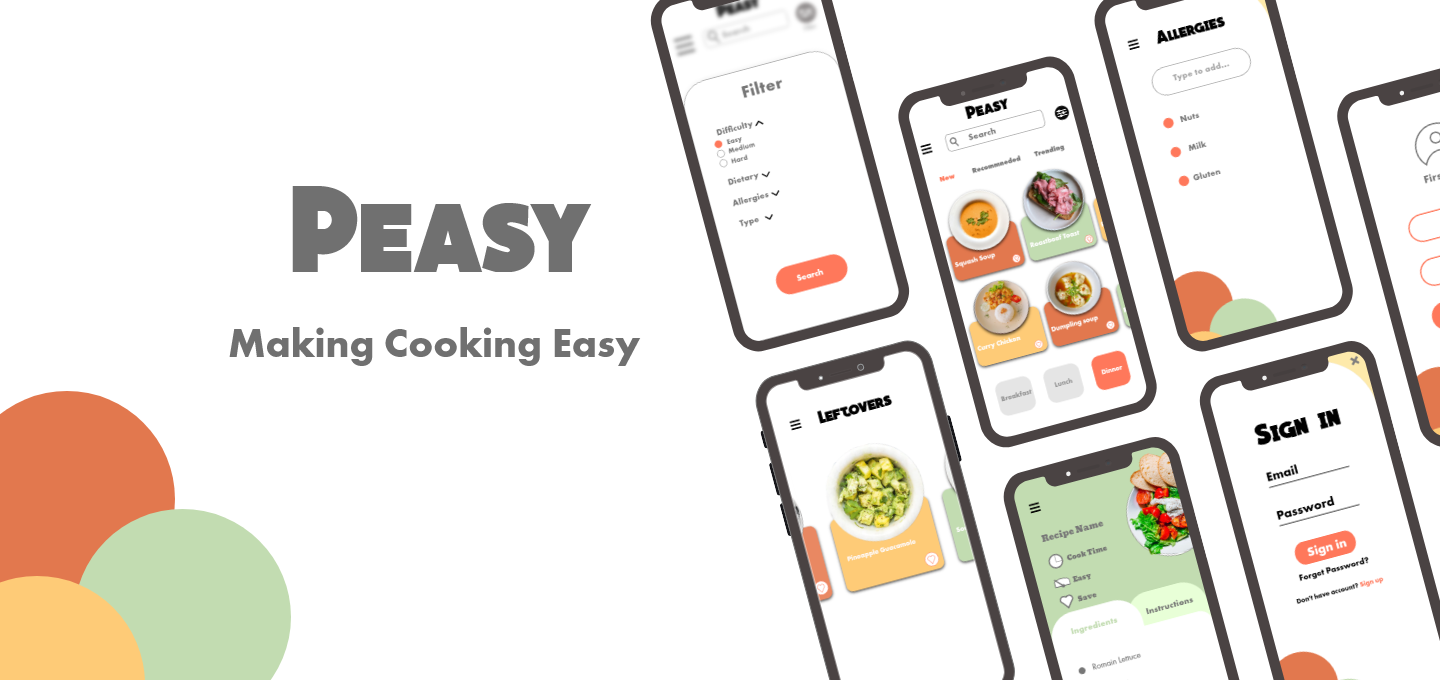 Peasy
Making Cooking Easy
Peasy
Search
Filter
Difficulty
Easy
Medium
Hard
Dietary
Allergies
Type
Search
Peasy
Search
New Recommended Trending
Squash Soup
Roastbeef Toast
Curry Chicken
Dumpling soup
Breakfast
Lunch
Dinner
Allergies
Type to add...
Nuts
Milk
Gluten
Leftovers
Pineapple Guacamole
Recipe Name
Cook Time
Easy
Save
Ingredients
Instructions
Romain Lettuce
Sign in
Email
Password
Sign in
Forgot Password?
Don't have account? Sign up
Firs